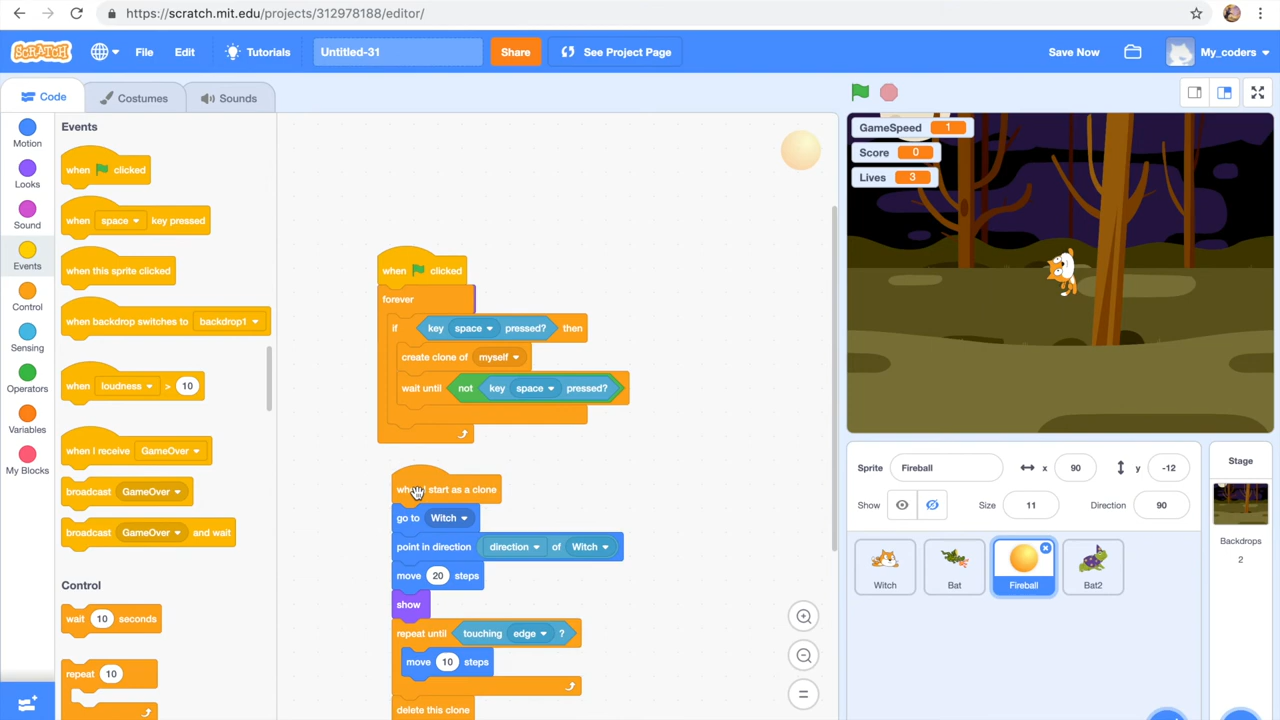 https://scratch.mit.edu/projects/312978188/editor/
SCRATCH File Edit Tutorials Untitled-31 Share See Project Page Save Now My_coders
Code Costumes Sounds
Motion
Looks
Sound
Events
Control
Sensing
Operators
Variables
My Blocks
Events
when clicked
when space key pressed
when this sprite clicked
when backdrop switches to backdrop1
when loudness > 10
when I receive GameOver
broadcast GameOver
broadcast GameOver and wait
Control
wait 10 seconds
repeat 10
when clicked
forever
if key space pressed? then
create clone of myself
wait until not key space pressed?
when I start as a clone
go to Witch
point in direction direction of Witch
move 20 steps
show
repeat until touching edge ?
move 10 steps
delete this clone
GameSpeed 1
Score 0
Lives 3
Sprite Fireball x 90 y -12
Show Size 11 Direction 90
Witch Bat Fireball Bat2
Stage
Backdrops
2